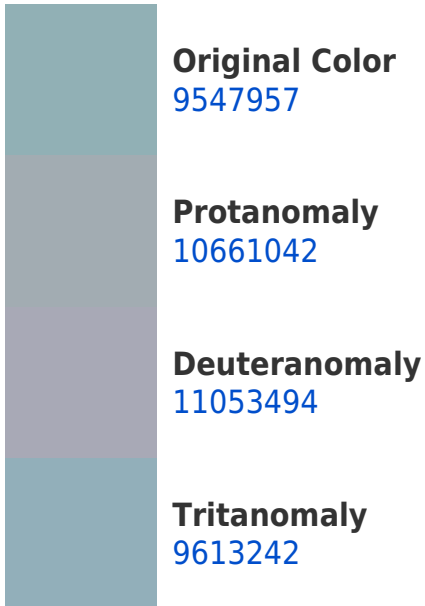 Original Color
9547957
Protanomaly
10661042
Deuteranomaly
11053494
Tritanomaly
9613242